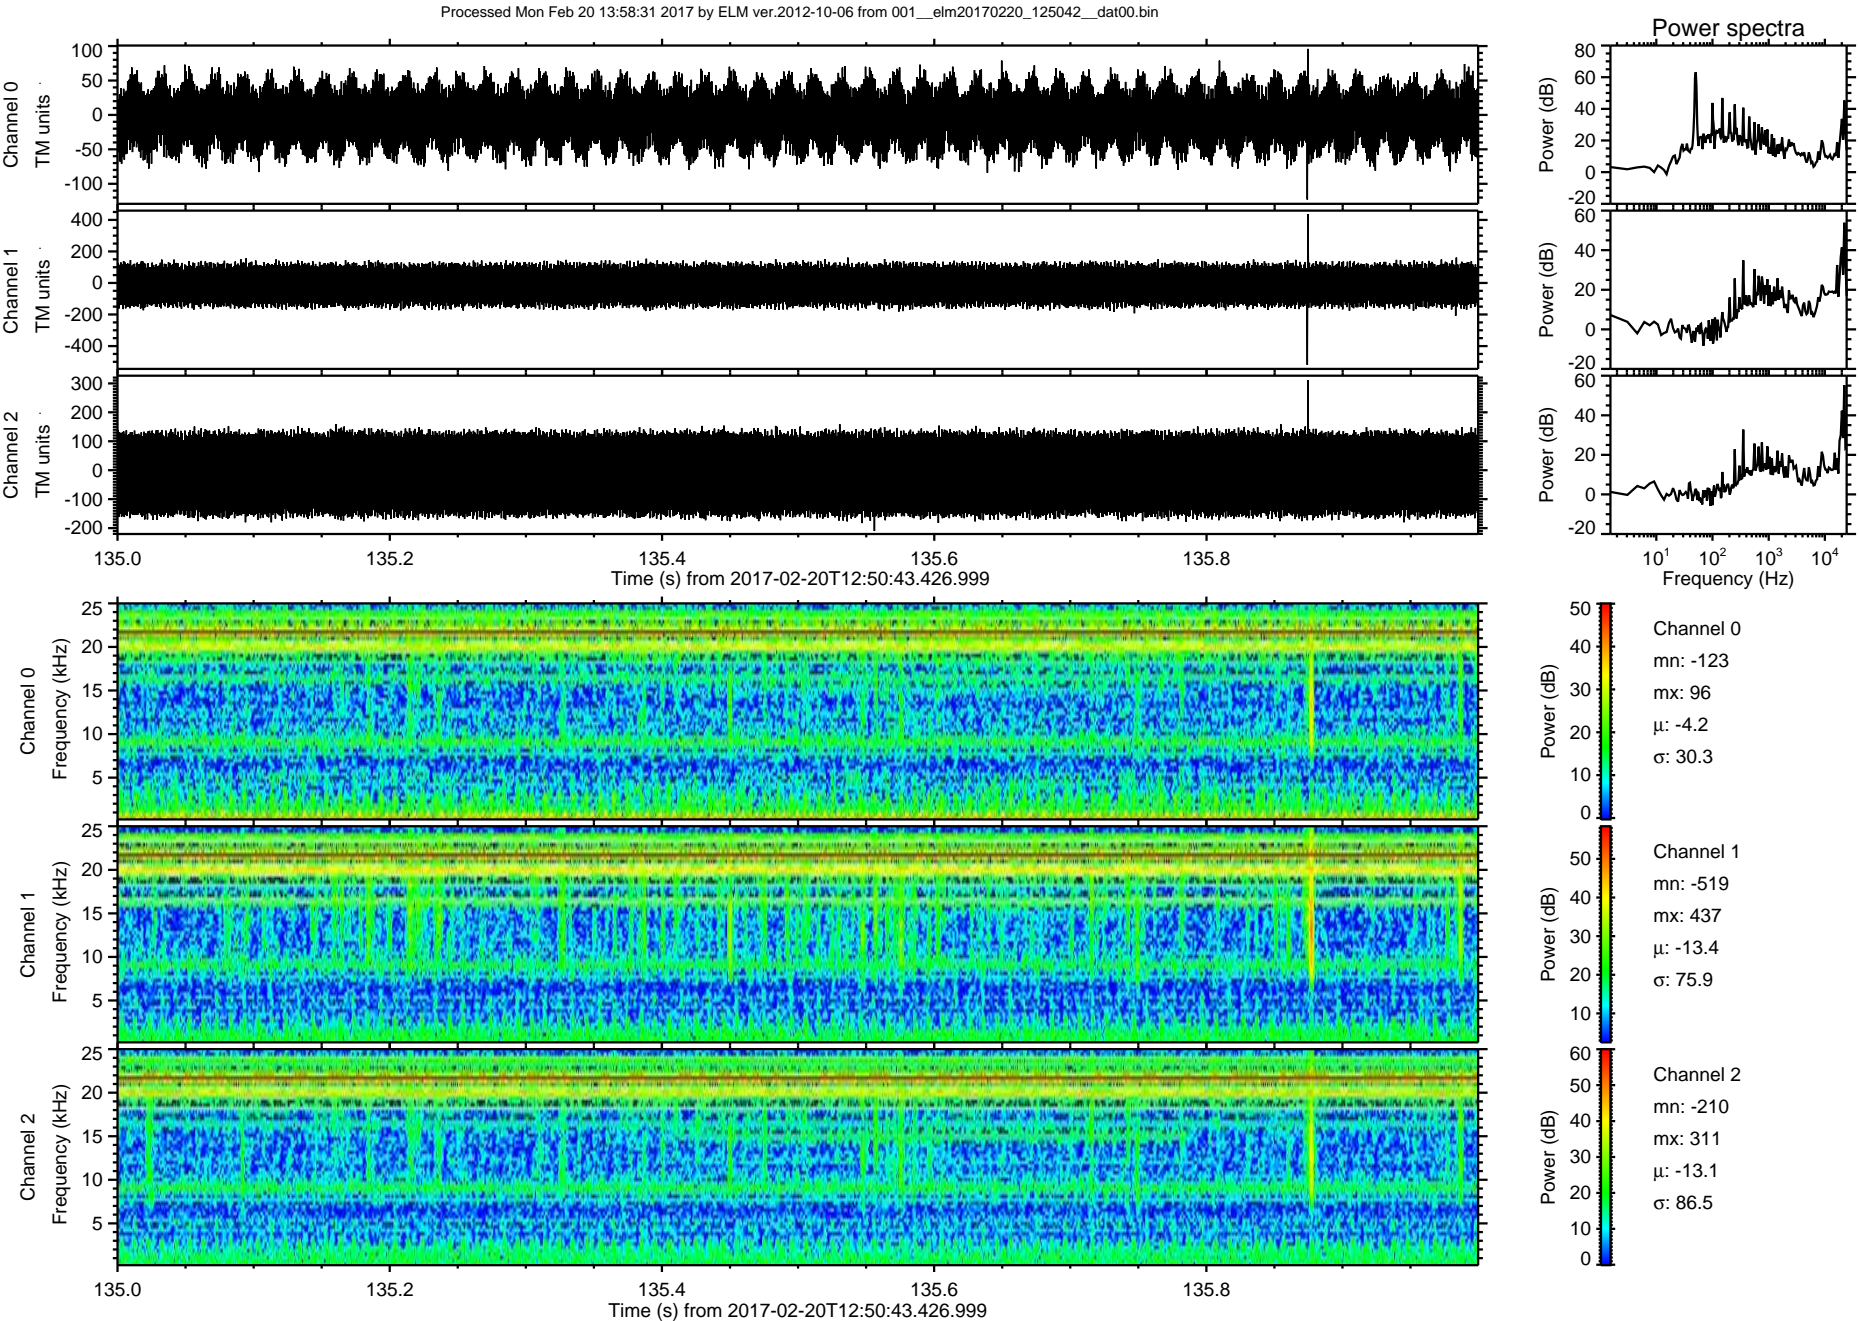 Processed Mon Feb 20 13:58:31 2017 by ELM ver.2012-10-06 from 001__elm20170220_125042__dat00.bin
Power spectra
Channel 0
TM units
100
50
0
-50
-100
Power (dB)
80
60
40
20
0
-20
Channel 1
TM units
400
200
0
-200
-400
Power (dB)
60
40
20
0
-20
Channel 2
TM units
300
200
100
0
-100
-200
Power (dB)
60
40
20
0
-20
135.0 135.2 135.4 135.6 135.8
Time (s) from 2017-02-20T12:50:43.426.999
10¹ 10² 10³ 10⁴
Frequency (Hz)
Channel 0
Frequency (kHz)
25
20
15
10
5
Power (dB)
50
40
30
20
10
0
Channel 0
mn: -123
mx: 96
μ: -4.2
σ: 30.3
Channel 1
Frequency (kHz)
25
20
15
10
5
Power (dB)
50
40
30
20
10
Channel 1
mn: -519
mx: 437
μ: -13.4
σ: 75.9
Channel 2
Frequency (kHz)
25
20
15
10
5
Power (dB)
60
50
40
30
20
10
0
Channel 2
mn: -210
mx: 311
μ: -13.1
σ: 86.5
135.0 135.2 135.4 135.6 135.8
Time (s) from 2017-02-20T12:50:43.426.999